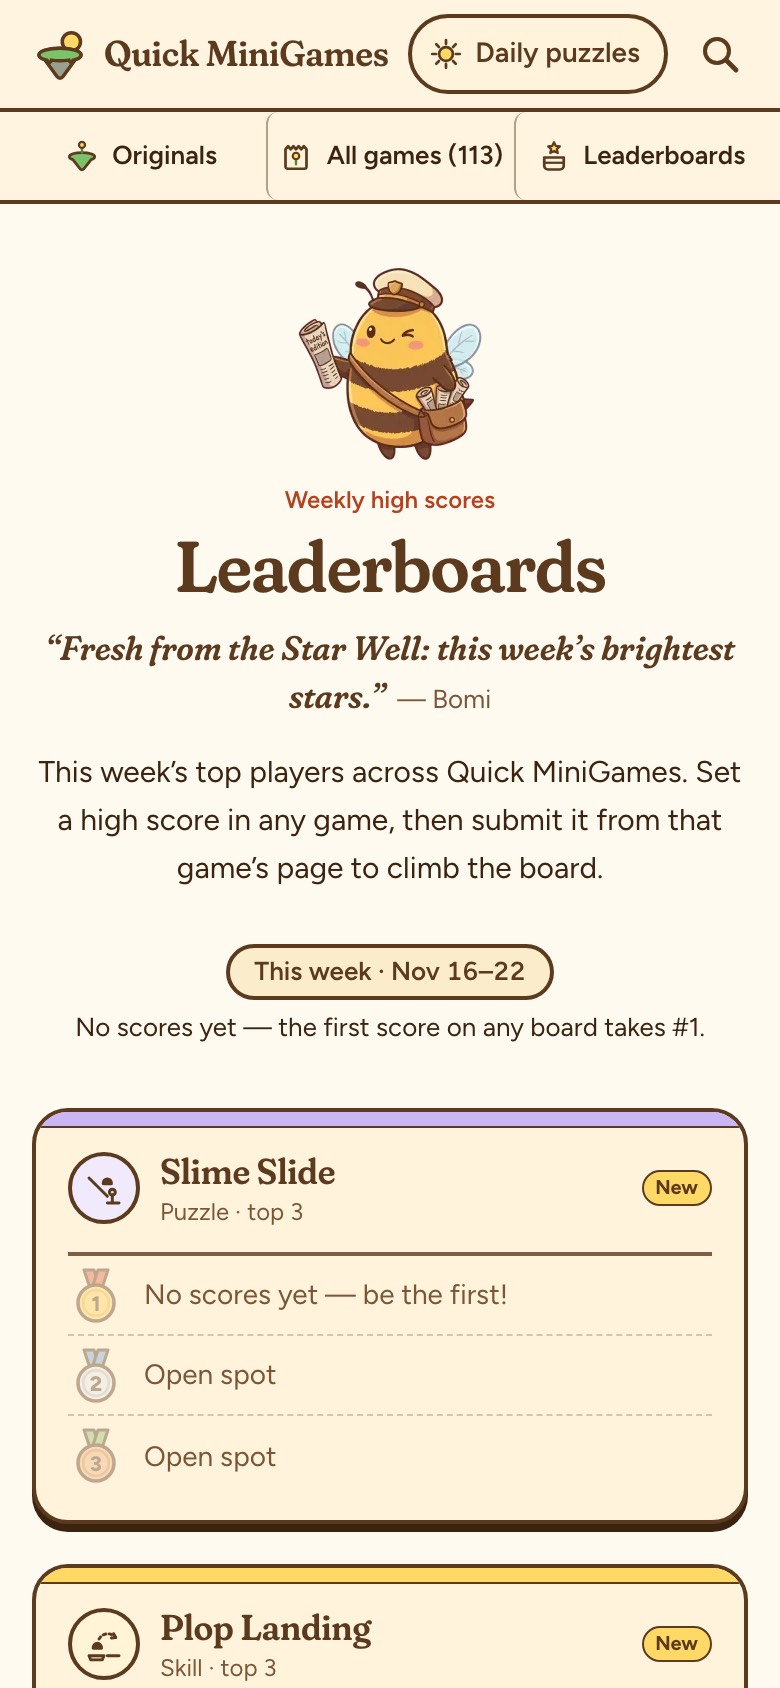 Quick MiniGames
Daily puzzles
Originals
All games (113)
Leaderboards
today's
edition
Weekly high scores
Leaderboards
“Fresh from the Star Well: this week’s brightest
stars.” — Bomi
This week’s top players across Quick MiniGames. Set
a high score in any game, then submit it from that
game’s page to climb the board.
This week · Nov 16–22
No scores yet — the first score on any board takes #1.
Slime Slide
New
Puzzle · top 3
1 No scores yet — be the first!
2 Open spot
3 Open spot
Plop Landing
New
Skill · top 3